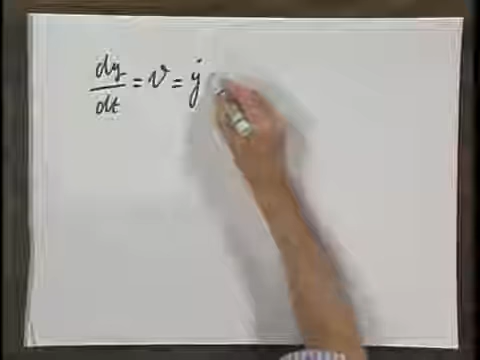 dy/dt = v = ẏ